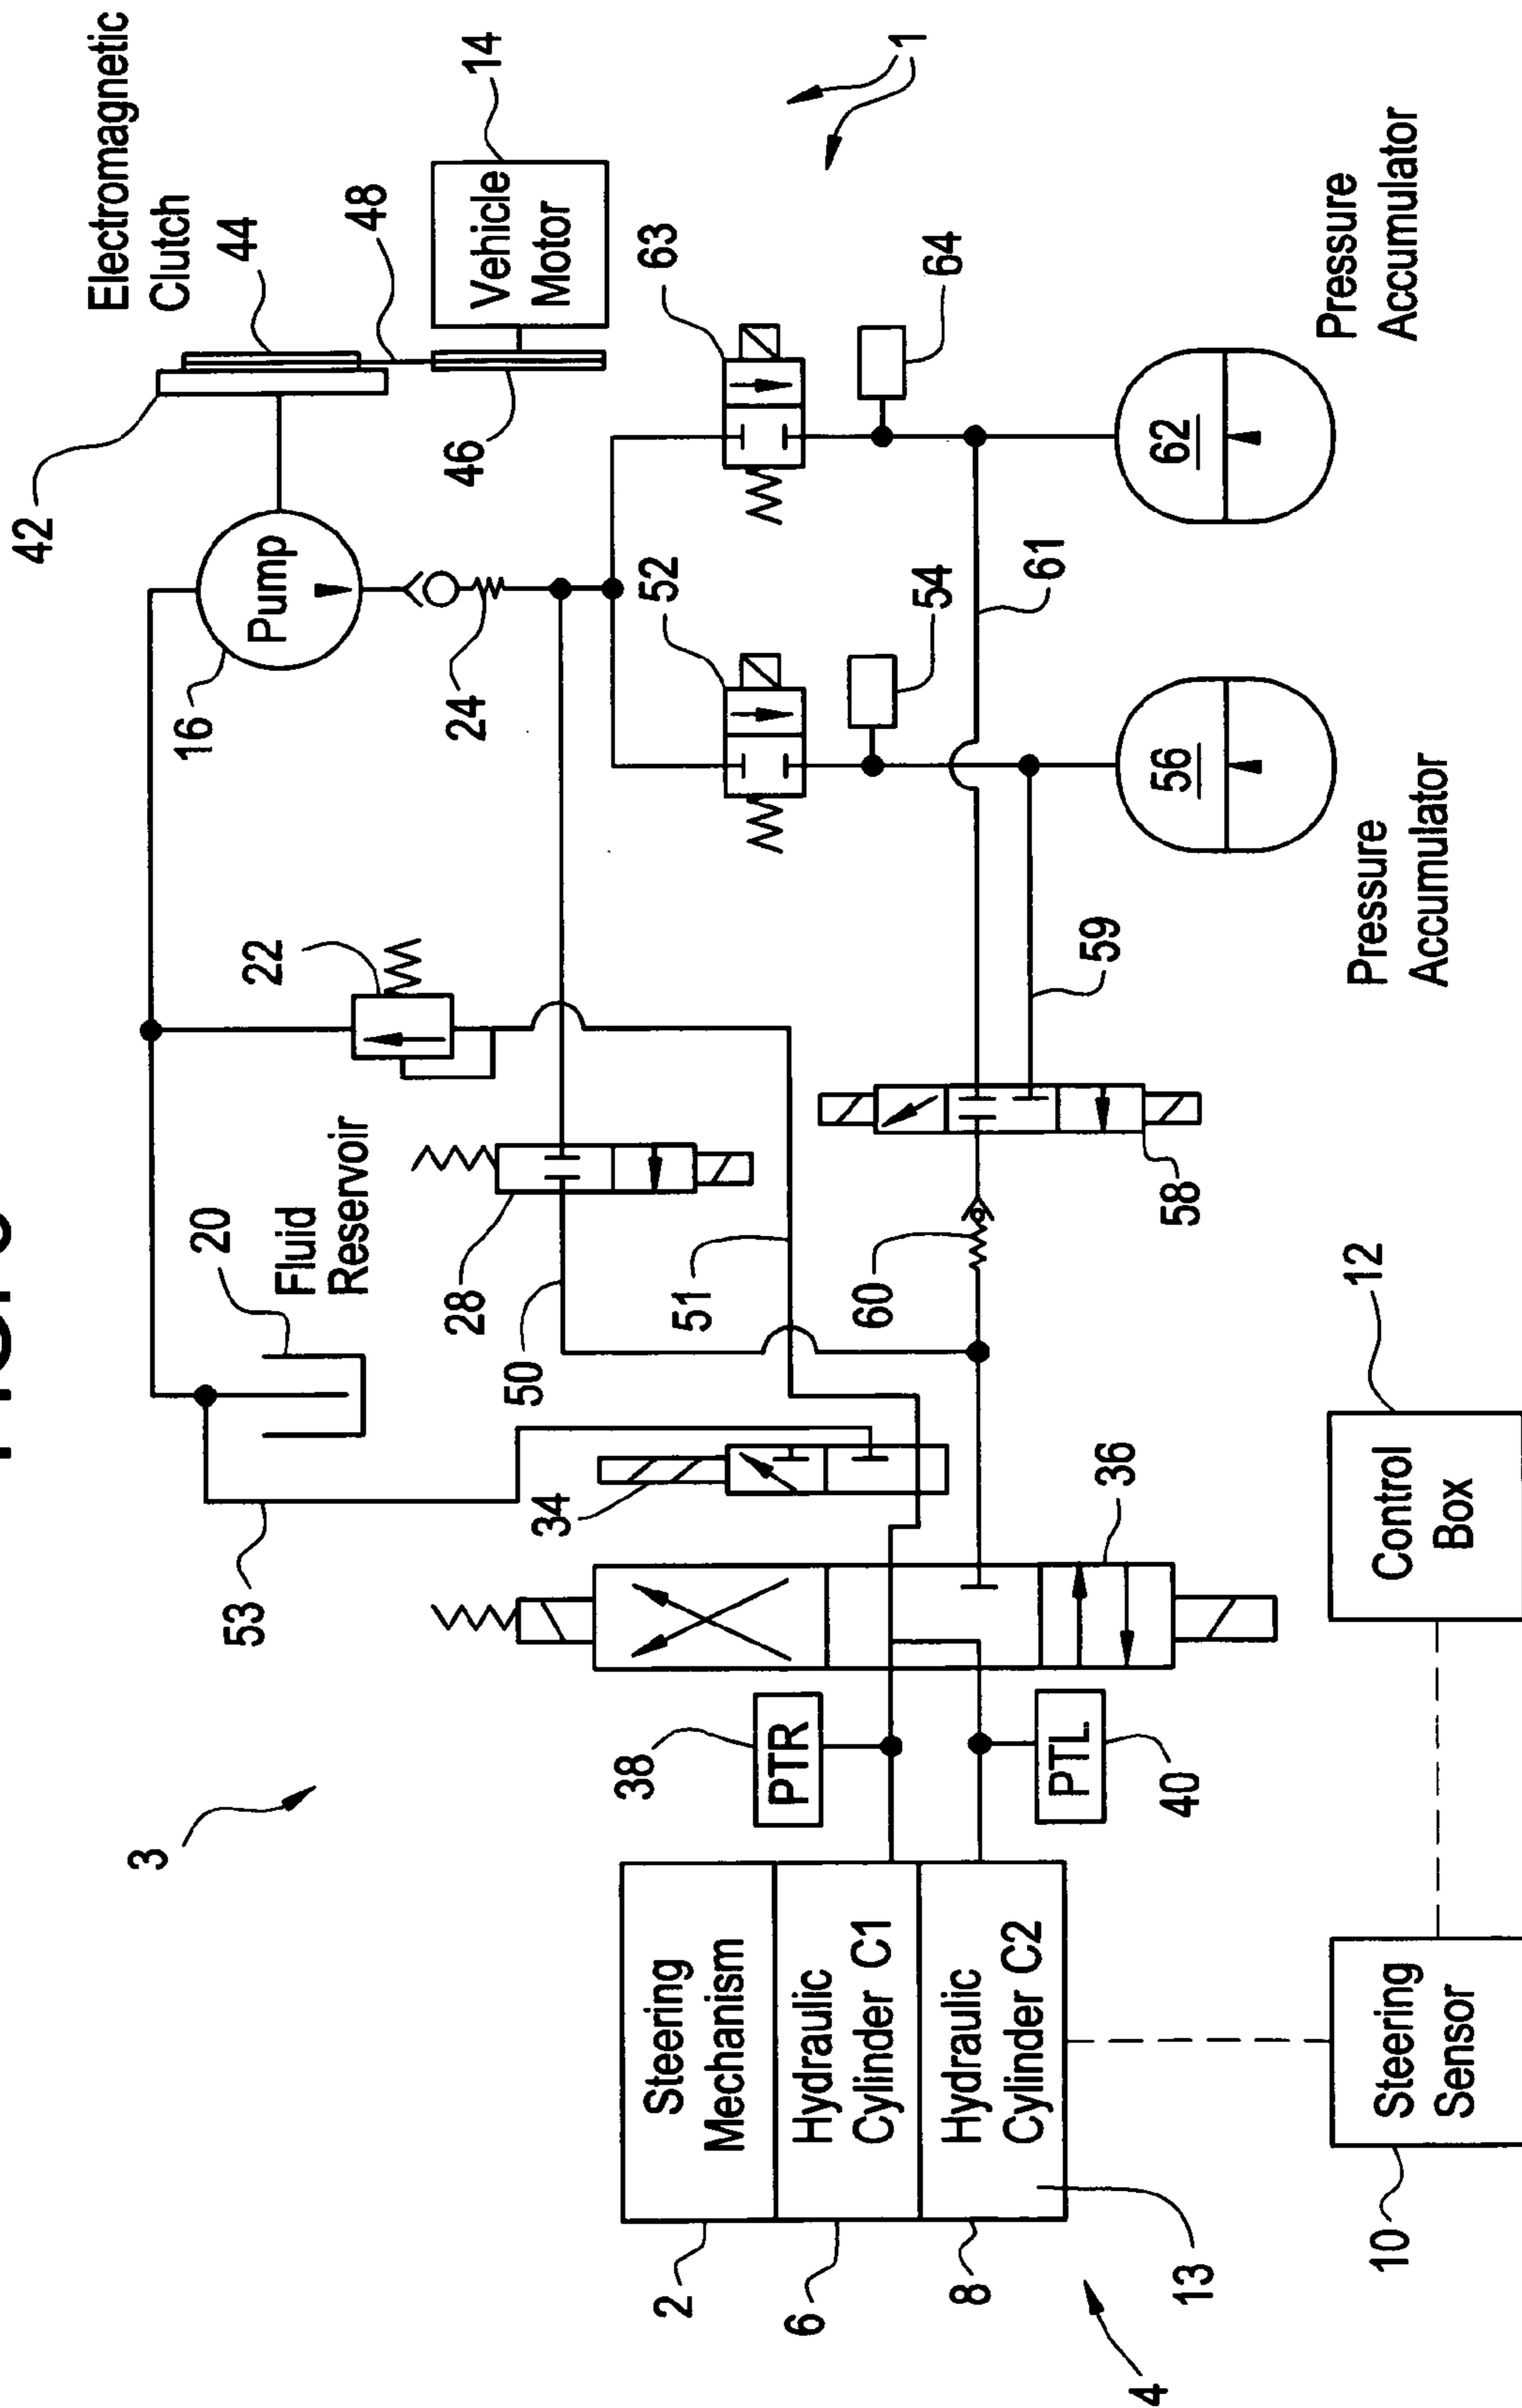 Electromagnetic
Clutch
42
44
48
14
Vehicle
Motor
46
1
16
Pump
24
22
20
Fluid
Reservoir
28
50
51
53
34
52
54
63
64
61
59
58
60
62
Pressure
Accumulator
56
Pressure
Accumulator
3
36
38
PTR
PTL
40
2
Steering
Mechanism
6
Hydraulic
Cylinder C1
8
Hydraulic
Cylinder C2
13
4
10
Steering
Sensor
12
Control
Box